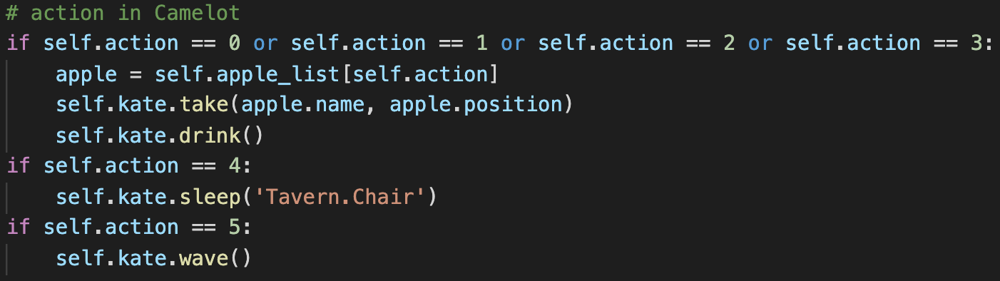 # action in Camelot
if self.action == 0 or self.action == 1 or self.action == 2 or self.action == 3:
    apple = self.apple_list[self.action]
    self.kate.take(apple.name, apple.position)
    self.kate.drink()
if self.action == 4:
    self.kate.sleep('Tavern.Chair')
if self.action == 5:
    self.kate.wave()